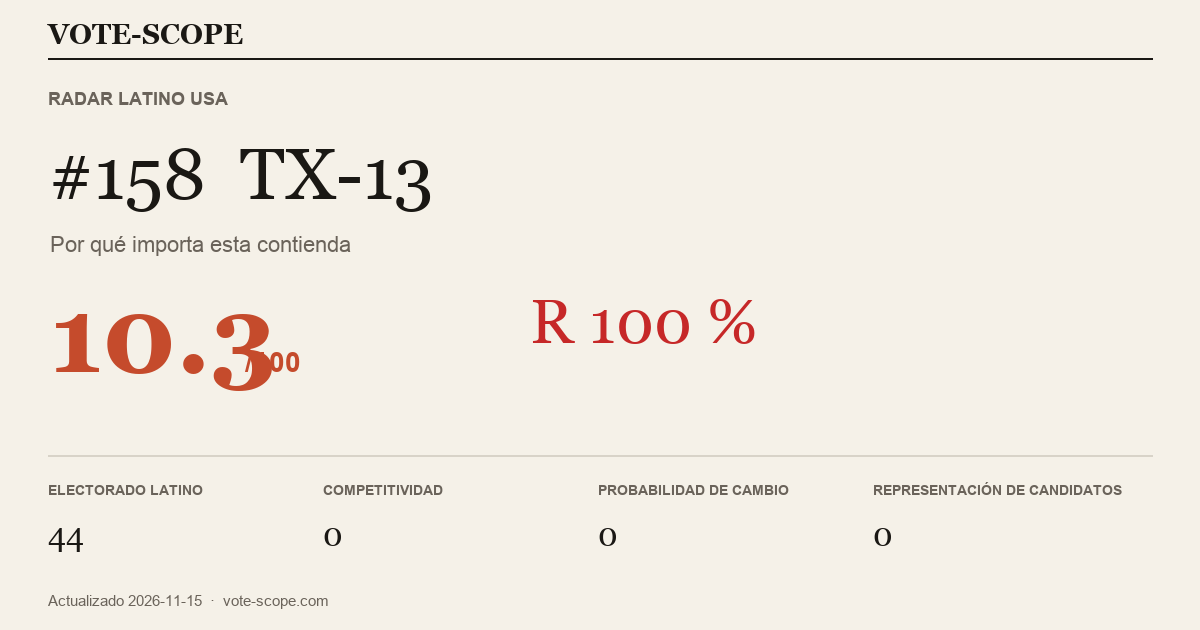 VOTE-SCOPE
RADAR LATINO USA
#158 TX-13
Por qué importa esta contienda
10.3 /100
R 100 %
ELECTORADO LATINO
COMPETITIVIDAD
PROBABILIDAD DE CAMBIO
REPRESENTACIÓN DE CANDIDATOS
44
0
0
0
Actualizado 2026-11-15 · vote-scope.com